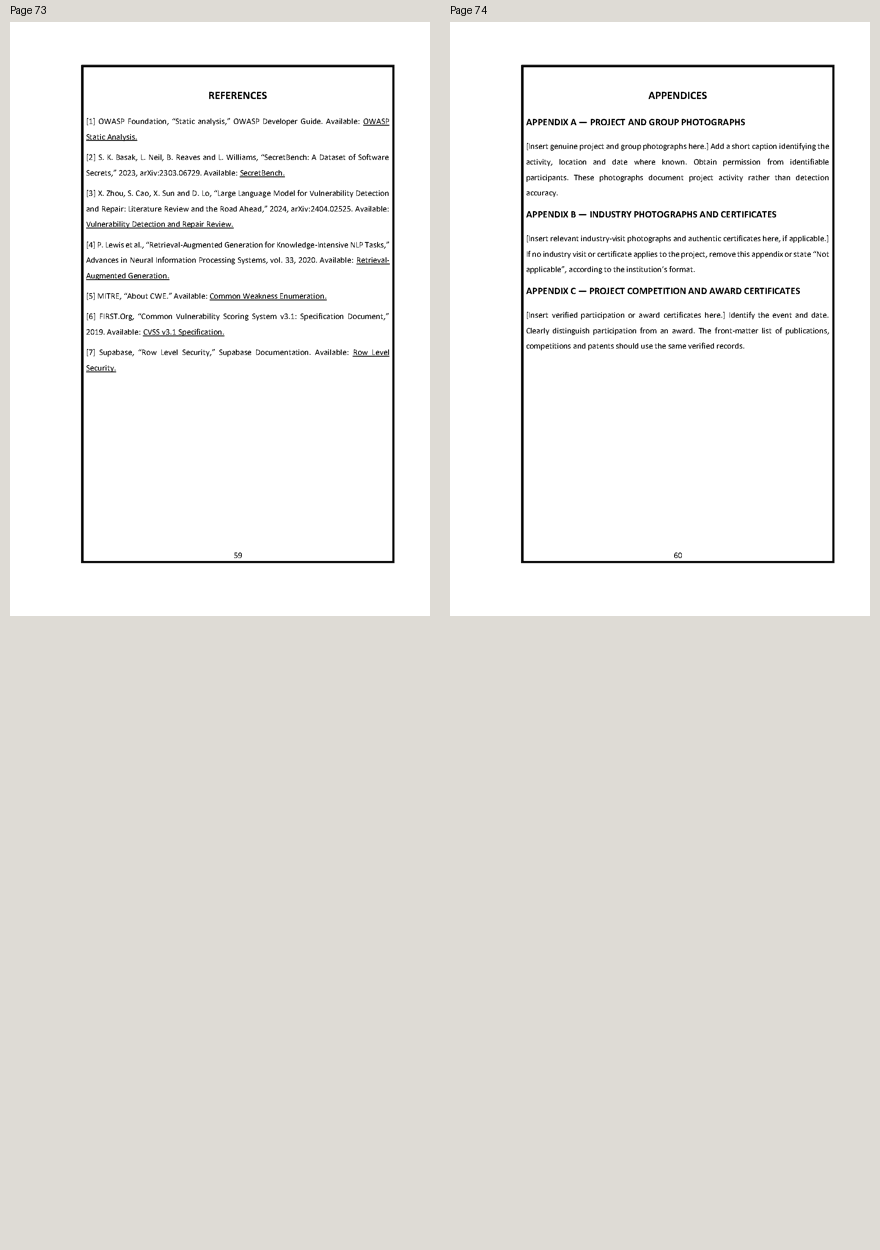 Page 73
REFERENCES
[1] OWASP Foundation, “Static analysis,” OWASP Developer Guide. Available: OWASP
Static Analysis.
[2] S. K. Basak, L. Neil, B. Reaves and L. Williams, “SecretBench: A Dataset of Software
Secrets,” 2023, arXiv:2303.06729. Available: SecretBench.
[3] X. Zhou, S. Cao, X. Sun and D. Lo, “Large Language Model for Vulnerability Detection
and Repair: Literature Review and the Road Ahead,” 2024, arXiv:2404.02525. Available:
Vulnerability Detection and Repair Review.
[4] P. Lewis et al., “Retrieval-Augmented Generation for Knowledge-Intensive NLP Tasks,”
Advances in Neural Information Processing Systems, vol. 33, 2020. Available: Retrieval-
Augmented Generation.
[5] MITRE, “About CWE.” Available: Common Weakness Enumeration.
[6] FIRST.Org, “Common Vulnerability Scoring System v3.1: Specification Document,”
2019. Available: CVSS v3.1 Specification.
[7] Supabase, “Row Level Security,” Supabase Documentation. Available: Row Level
Security.
59
Page 74
APPENDICES
APPENDIX A — PROJECT AND GROUP PHOTOGRAPHS
[Insert genuine project and group photographs here.] Add a short caption identifying the
activity, location and date where known. Obtain permission from identifiable
participants. These photographs document project activity rather than detection
accuracy.
APPENDIX B — INDUSTRY PHOTOGRAPHS AND CERTIFICATES
[Insert relevant industry-visit photographs and authentic certificates here, if applicable.]
If no industry visit or certificate applies to the project, remove this appendix or state “Not
applicable”, according to the institution’s format.
APPENDIX C — PROJECT COMPETITION AND AWARD CERTIFICATES
[Insert verified participation or award certificates here.] Identify the event and date.
Clearly distinguish participation from an award. The front-matter list of publications,
competitions and patents should use the same verified records.
60